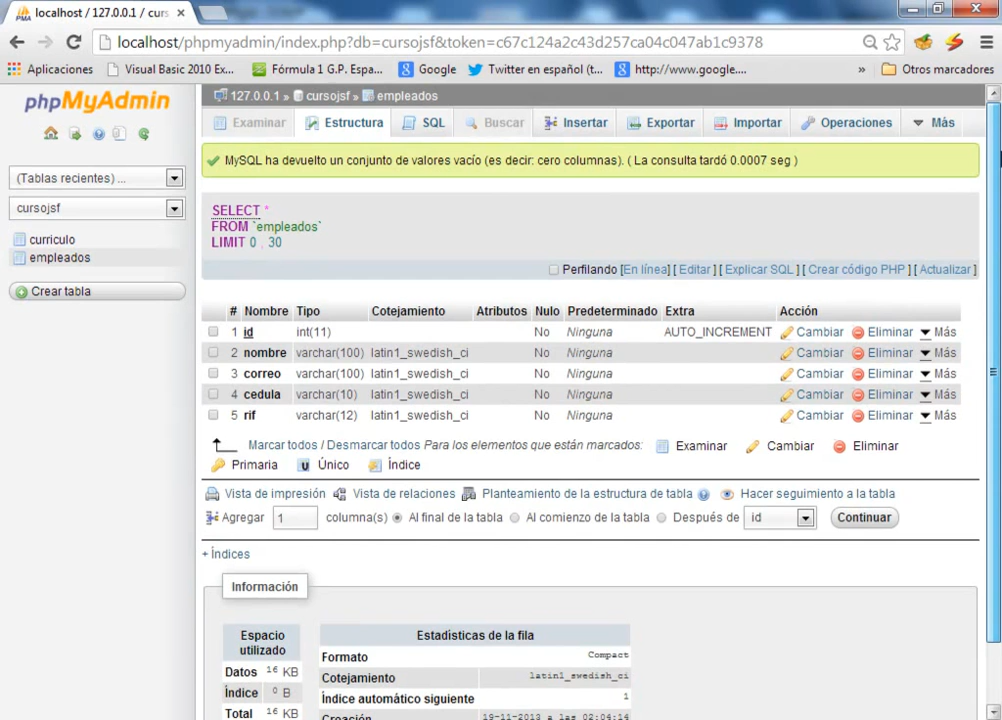 localhost / 127.0.0.1 / curs
localhost/phpmyadmin/index.php?db=cursojsf&token=c67c124a2c43d257ca04c047ab1c9378
Aplicaciones Visual Basic 2010 Ex... Fórmula 1 G.P. Espa... Google Twitter en español (t... http://www.google.... » Otros marcadores
phpMyAdmin
(Tablas recientes) ...
cursojsf
curriculo
empleados
Crear tabla
127.0.0.1 » cursojsf » empleados
Examinar Estructura SQL Buscar Insertar Exportar Importar Operaciones Más
MySQL ha devuelto un conjunto de valores vacío (es decir: cero columnas). ( La consulta tardó 0.0007 seg )
SELECT *
FROM `empleados`
LIMIT 0 , 30
Perfilando [En línea] [ Editar ] [ Explicar SQL ] [ Crear código PHP ] [ Actualizar ]
# Nombre Tipo Cotejamiento Atributos Nulo Predeterminado Extra Acción
1 id int(11) No Ninguna AUTO_INCREMENT Cambiar Eliminar Más
2 nombre varchar(100) latin1_swedish_ci No Ninguna Cambiar Eliminar Más
3 correo varchar(100) latin1_swedish_ci No Ninguna Cambiar Eliminar Más
4 cedula varchar(10) latin1_swedish_ci No Ninguna Cambiar Eliminar Más
5 rif varchar(12) latin1_swedish_ci No Ninguna Cambiar Eliminar Más
Marcar todos / Desmarcar todos Para los elementos que están marcados: Examinar Cambiar Eliminar
Primaria Único Índice
Vista de impresión Vista de relaciones Planteamiento de la estructura de tabla Hacer seguimiento a la tabla
Agregar 1 columna(s) Al final de la tabla Al comienzo de la tabla Después de id Continuar
+ Índices
Información
Espacio utilizado
Datos 16 KB
Índice 0 B
Total 16 KB
Estadísticas de la fila
Formato Compact
Cotejamiento latin1_swedish_ci
Índice automático siguiente 1
Creación 19-11-2013 a las 02:04:14